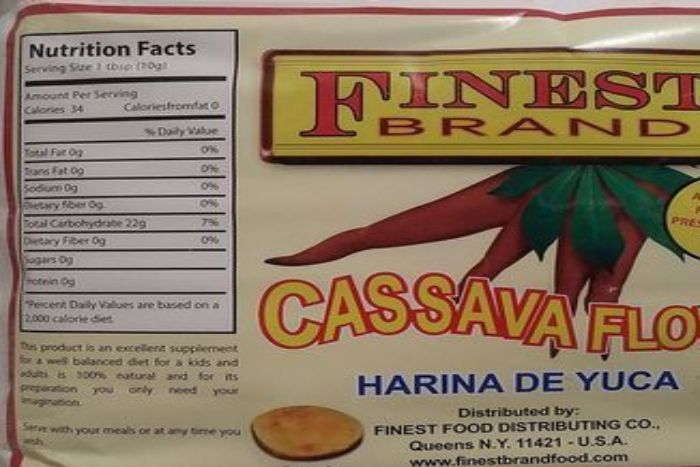 Nutrition Facts
Serving Size 1 tbsp (10g)
Amount Per Serving
Calories 34 Caloriesfromfat 0
% Daily Value
Total Fat 0g 0%
Trans Fat 0g 0%
Sodium 0g 0%
Dietary fiber 0g 0%
Total Carbohydrate 22g 7%
Dietary Fiber 0g 0%
Sugars 0g
Protein 0g
*Percent Daily Values are based on a
2,000 calorie diet.
This product is an excellent supplement
for a well balanced diet for a kids and
adults is 100% natural and for its
preparation you only need your
imagination.
Serve with your meals or at any time you
wish.
FINEST
BRAND
CASSAVA FLO
HARINA DE YUCA
Distributed by:
FINEST FOOD DISTRIBUTING CO.,
Queens N.Y. 11421 - U.S.A.
www.finestbrandfood.com